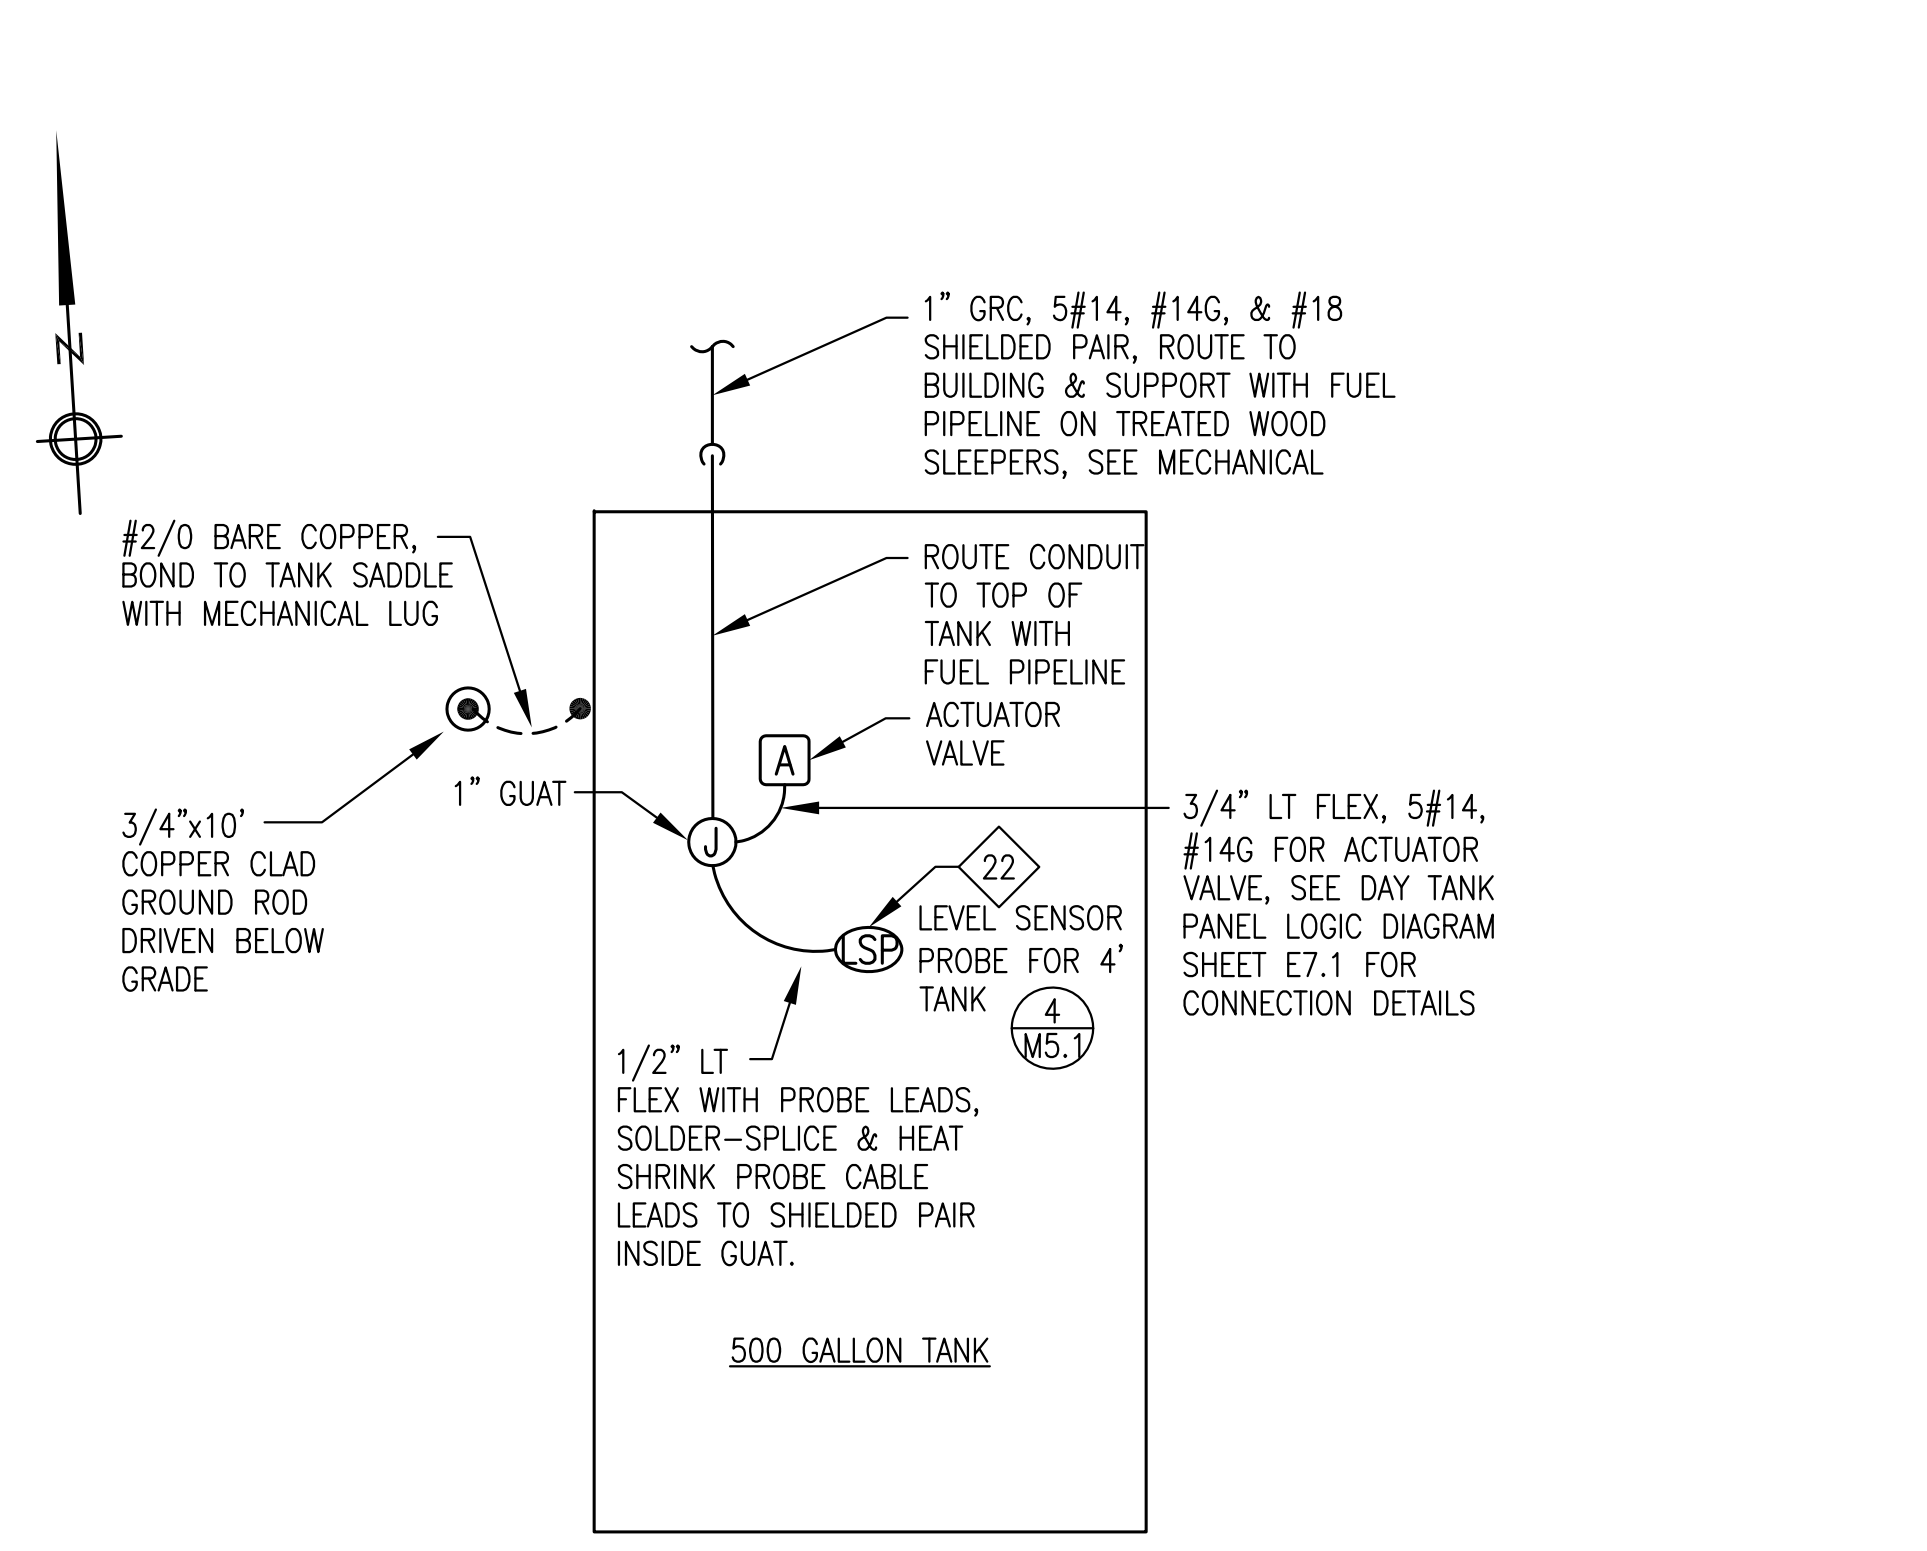 N
1" GRC, 5#14, #14G, & #18
SHIELDED PAIR, ROUTE TO
BUILDING & SUPPORT WITH FUEL
PIPELINE ON TREATED WOOD
SLEEPERS, SEE MECHANICAL
#2/0 BARE COPPER,
BOND TO TANK SADDLE
WITH MECHANICAL LUG
ROUTE CONDUIT
TO TOP OF
TANK WITH
FUEL PIPELINE
ACTUATOR
VALVE
A
1" GUAT
3/4"x10'
COPPER CLAD
GROUND ROD
DRIVEN BELOW
GRADE
J
3/4" LT FLEX, 5#14,
#14G FOR ACTUATOR
VALVE, SEE DAY TANK
PANEL LOGIC DIAGRAM
SHEET E7.1 FOR
CONNECTION DETAILS
22
LSP
LEVEL SENSOR
PROBE FOR 4'
TANK
4
M5.1
1/2" LT
FLEX WITH PROBE LEADS,
SOLDER-SPLICE & HEAT
SHRINK PROBE CABLE
LEADS TO SHIELDED PAIR
INSIDE GUAT.
500 GALLON TANK